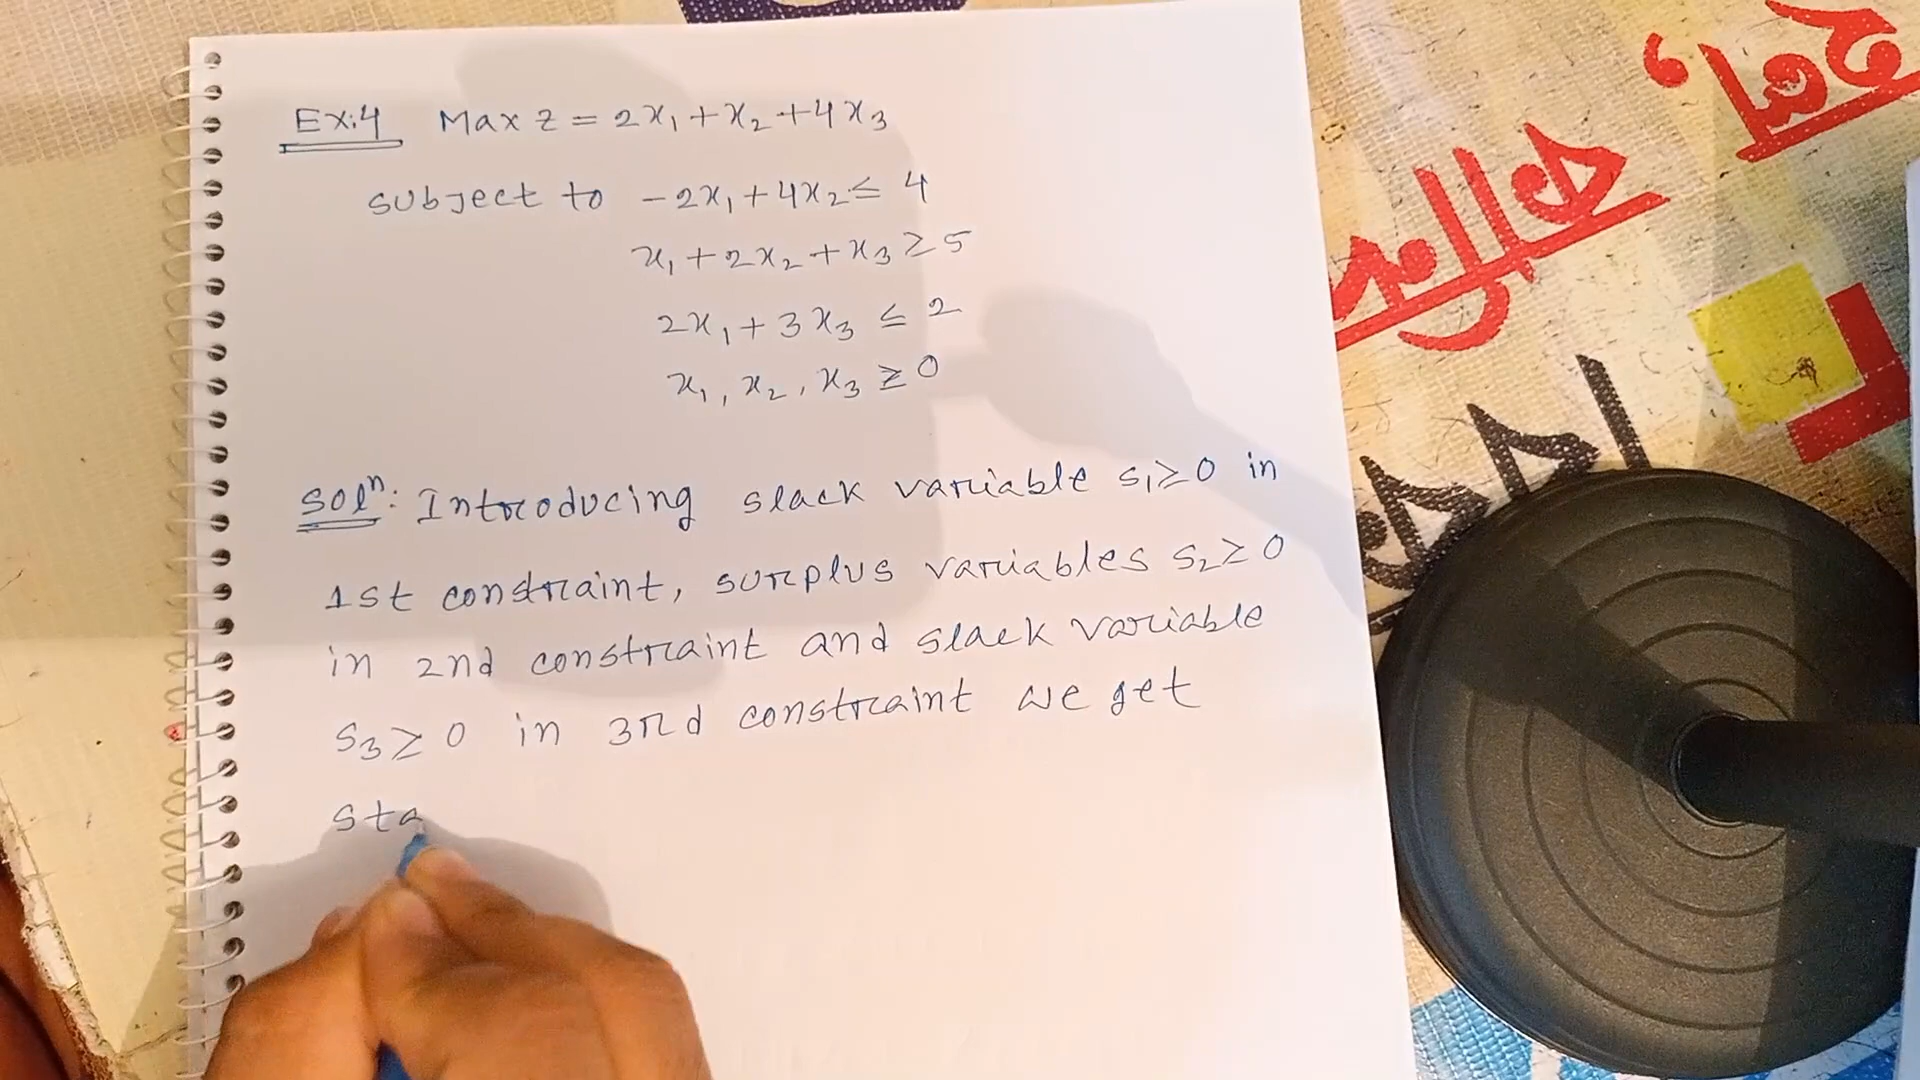 Ex:4 Max z = 2x₁ + x₂ + 4x₃
subject to -2x₁ + 4x₂ ≤ 4
x₁ + 2x₂ + x₃ ≥ 5
2x₁ + 3x₃ ≤ 2
x₁, x₂, x₃ ≥ 0
Solⁿ: Introducing slack variable s₁ ≥ 0 in
1st constraint, surplus variables s₂ ≥ 0
in 2nd constraint and slack variable
s₃ ≥ 0 in 3rd constraint we get
sta